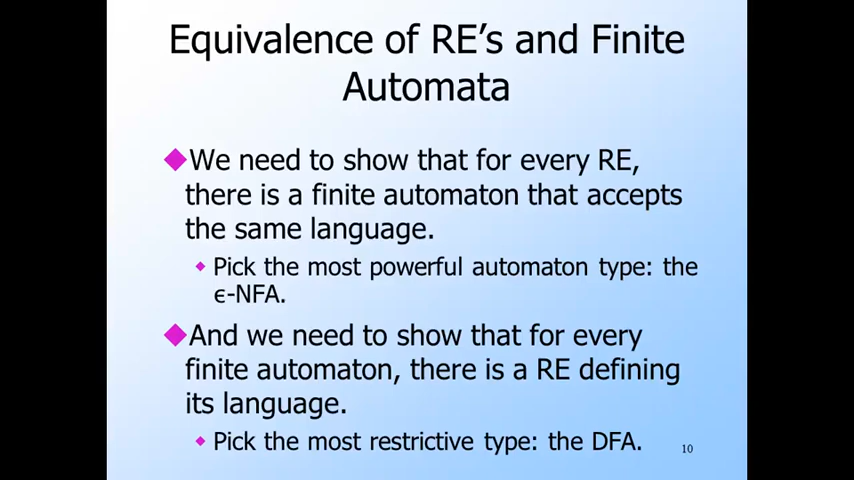 Equivalence of RE’s and Finite
Automata
We need to show that for every RE,
there is a finite automaton that accepts
the same language.
Pick the most powerful automaton type: the
ϵ-NFA.
And we need to show that for every
finite automaton, there is a RE defining
its language.
Pick the most restrictive type: the DFA.
10